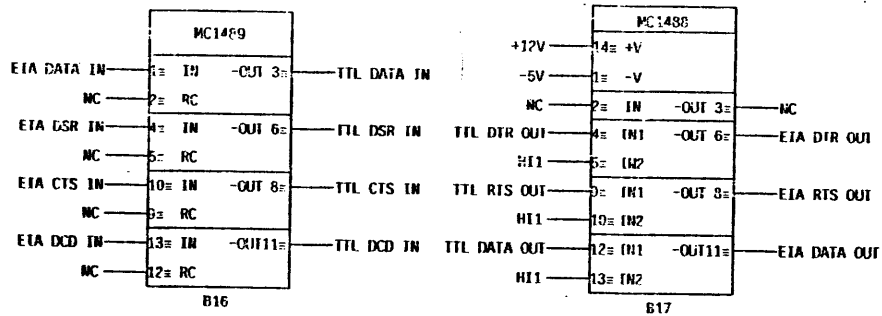 MC1489
EIA DATA IN 1≡ IN -OUT 3≡ TTL DATA IN
NC 2≡ RC
EIA DSR IN 4≡ IN -OUT 6≡ TTL DSR IN
NC 5≡ RC
EIA CTS IN 10≡ IN -OUT 8≡ TTL CTS IN
NC 9≡ RC
EIA DCD IN 13≡ IN -OUT11≡ TTL DCD IN
NC 12≡ RC
B16
MC1488
+12V 14≡ +V
-5V 1≡ -V
NC 2≡ IN -OUT 3≡ NC
TTL DTR OUT 4≡ IN1 -OUT 6≡ EIA DTR OUT
HI1 5≡ IN2
TTL RTS OUT 9≡ IN1 -OUT 8≡ EIA RTS OUT
HI1 10≡ IN2
TTL DATA OUT 12≡ IN1 -OUT11≡ EIA DATA OUT
HI1 13≡ IN2
B17